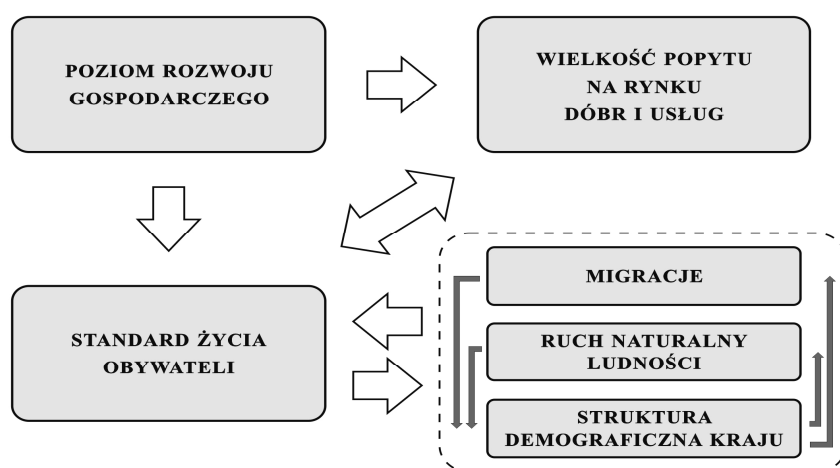 POZIOM ROZWOJU
GOSPODARCZEGO
WIELKOŚĆ POPYTU
NA RYNKU
DÓBR I USŁUG
STANDARD ŻYCIA
OBYWATELI
MIGRACJE
RUCH NATURALNY
LUDNOŚCI
STRUKTURA
DEMOGRAFICZNA KRAJU